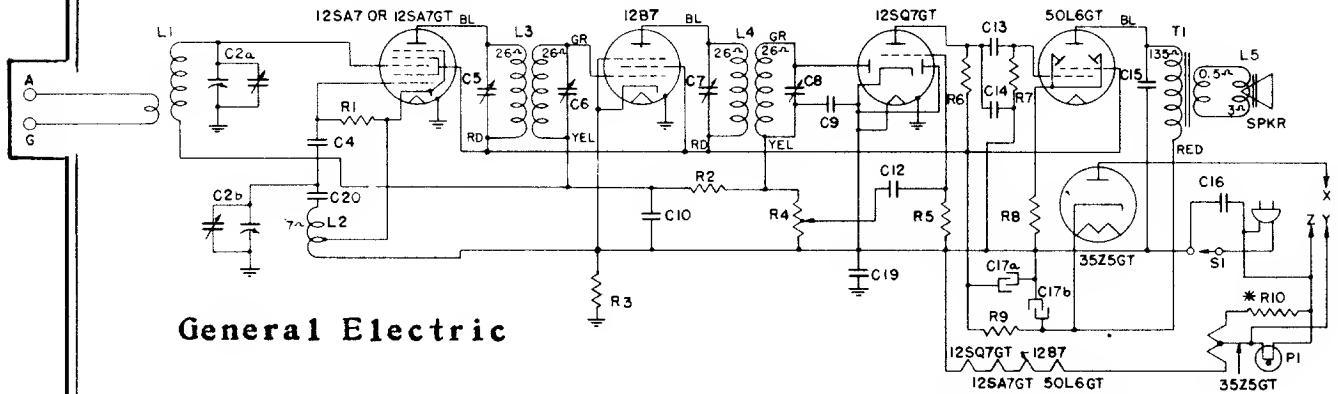 12SA7 OR 12SA7GT
12B7
12SQ7GT
50L6GT
L1
C2a
BL
L3
26Ω
26Ω
GR
BL
L4
GR
26Ω
26Ω
C13
BL
T1
135Ω
L5
0.5Ω
A
G
R1
C5
C6
C7
C8
C9
R6
C14
R7
C15
SPKR
C4
RD
YEL
RD
YEL
RED
C2b
C20
L2
7Ω
R2
C10
R4
C12
R5
R8
35Z5GT
C16
X
Z Y
S1
R3
C19
C17a
C17b
R9
* R10
General Electric
12SQ7GT
12B7
12SA7GT
50L6GT
35Z5GT
P1